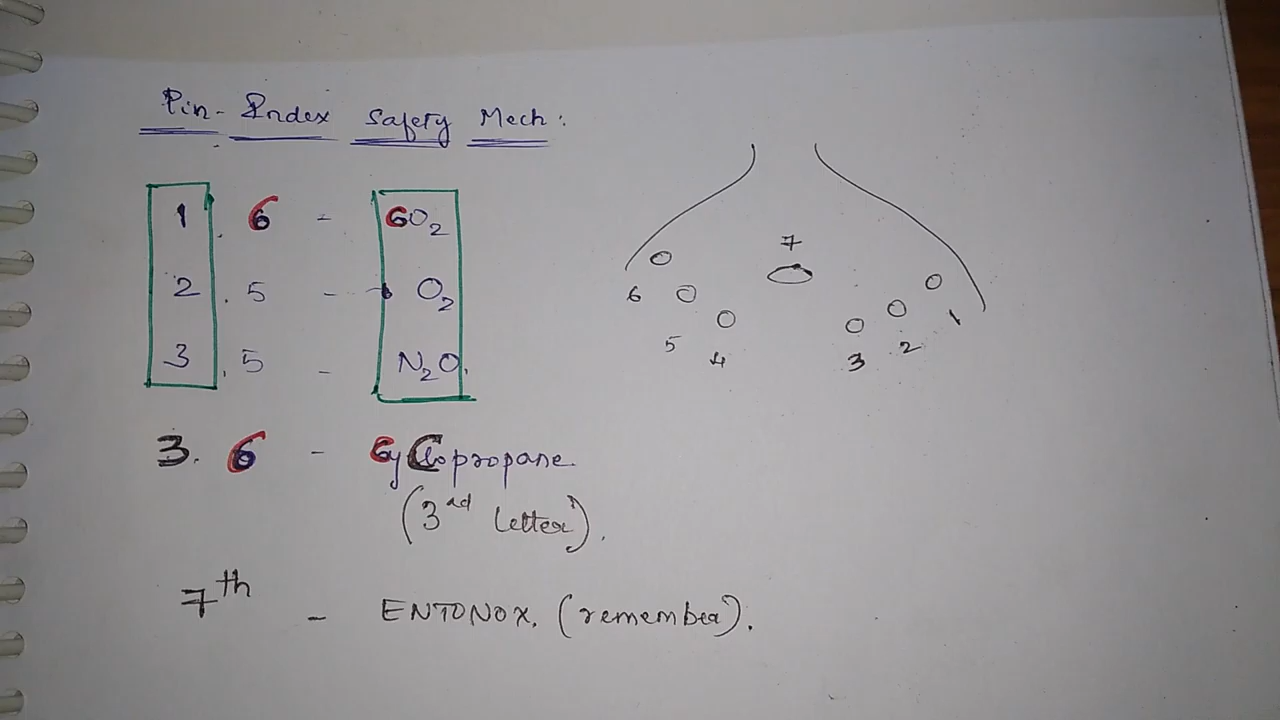 Pin-Index Safety Mech:
1. 6 - CO2
2. 5 - O2
3. 5 - N2O.
3. 6 - Cyclopropane.
(3rd letter).
7th - ENTONOX. (remember).
7
6
5
4
3
2
1